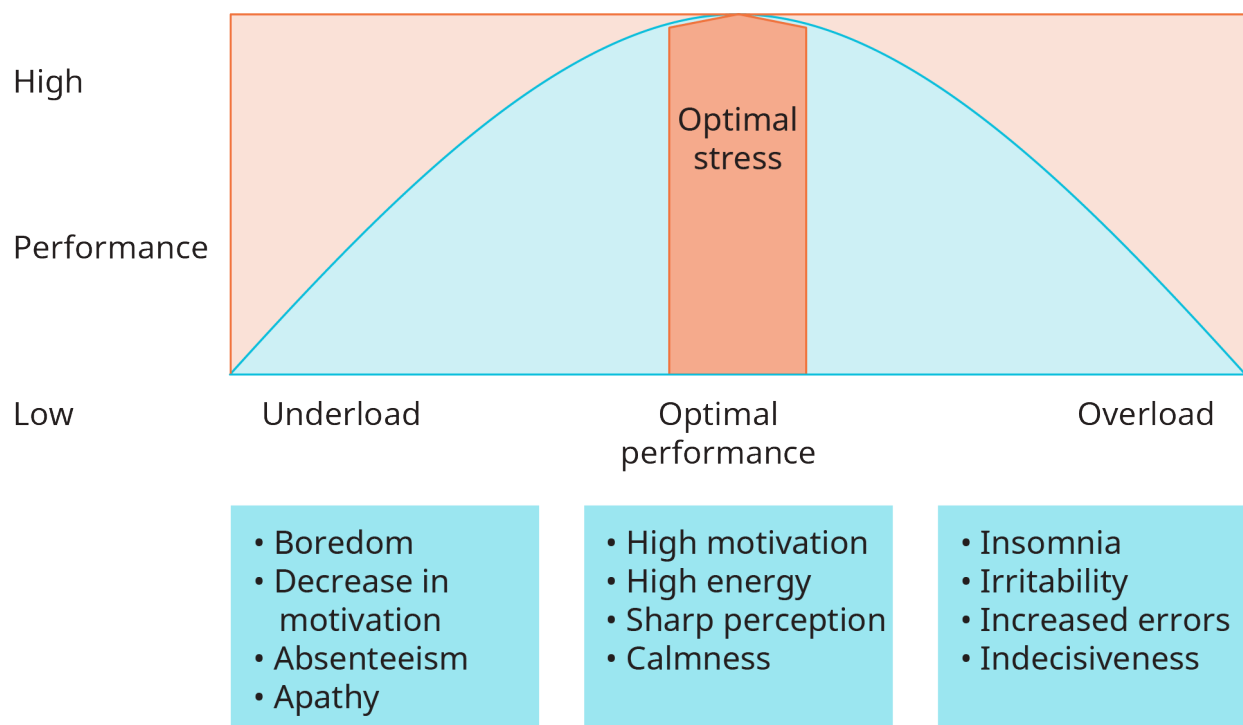 High
Optimal
stress
Performance
Low
Underload
Optimal
performance
Overload
• Boredom
• Decrease in
motivation
• Absenteeism
• Apathy
• High motivation
• High energy
• Sharp perception
• Calmness
• Insomnia
• Irritability
• Increased errors
• Indecisiveness